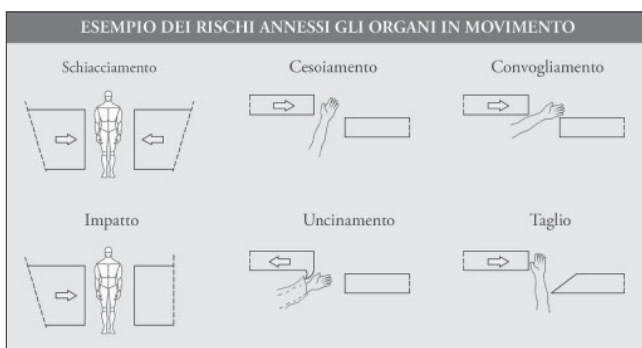 ESEMPIO DEI RISCHI ANNESSI GLI ORGANI IN MOVIMENTO
Schiacciamento
Cesoiamento
Convogliamento
Impatto
Uncinamento
Taglio